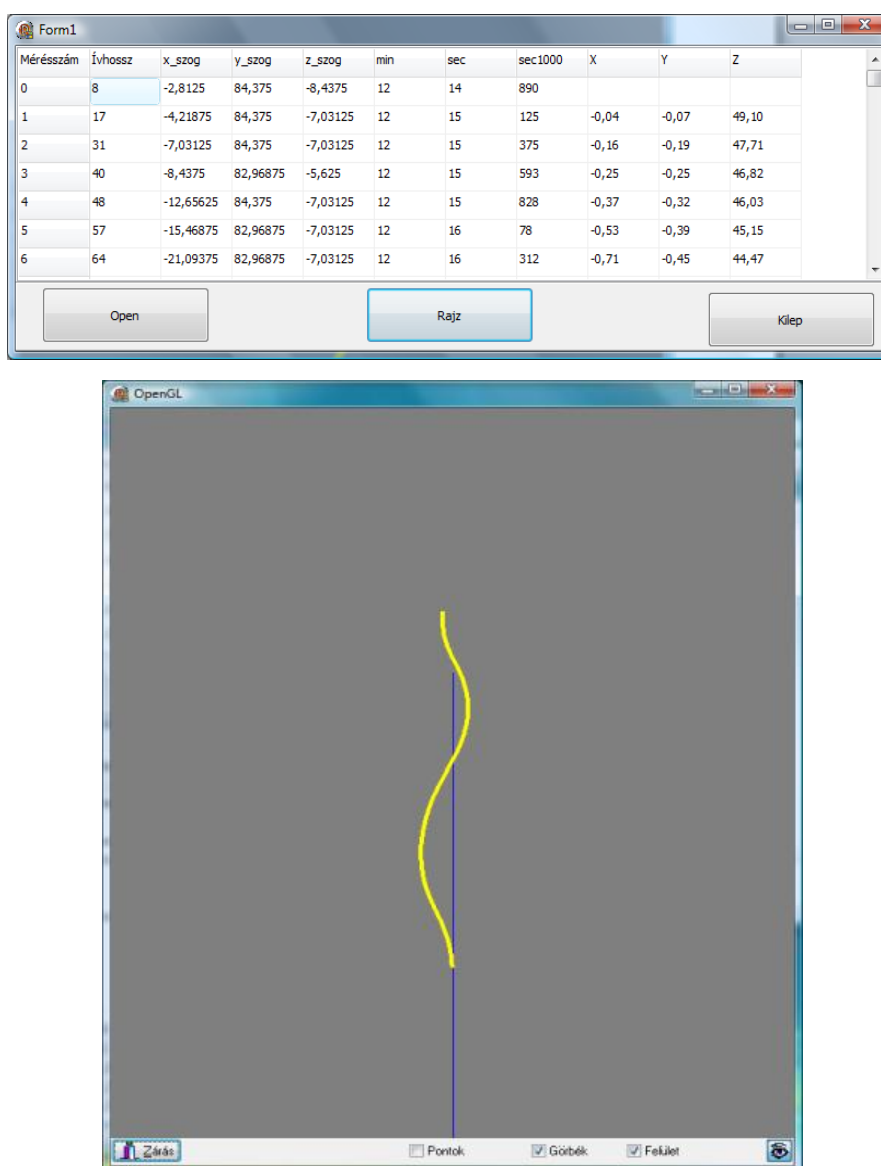 Form1
Mérésszám Ívhossz x_szog y_szog z_szog min sec sec1000 X Y Z
0 8 -2,8125 84,375 -8,4375 12 14 890
1 17 -4,21875 84,375 -7,03125 12 15 125 -0,04 -0,07 49,10
2 31 -7,03125 84,375 -7,03125 12 15 375 -0,16 -0,19 47,71
3 40 -8,4375 82,96875 -5,625 12 15 593 -0,25 -0,25 46,82
4 48 -12,65625 84,375 -7,03125 12 15 828 -0,37 -0,32 46,03
5 57 -15,46875 82,96875 -7,03125 12 16 78 -0,53 -0,39 45,15
6 64 -21,09375 82,96875 -7,03125 12 16 312 -0,71 -0,45 44,47
Open Rajz Kilep
OpenGL
Zárás Pontok Görbék Felület